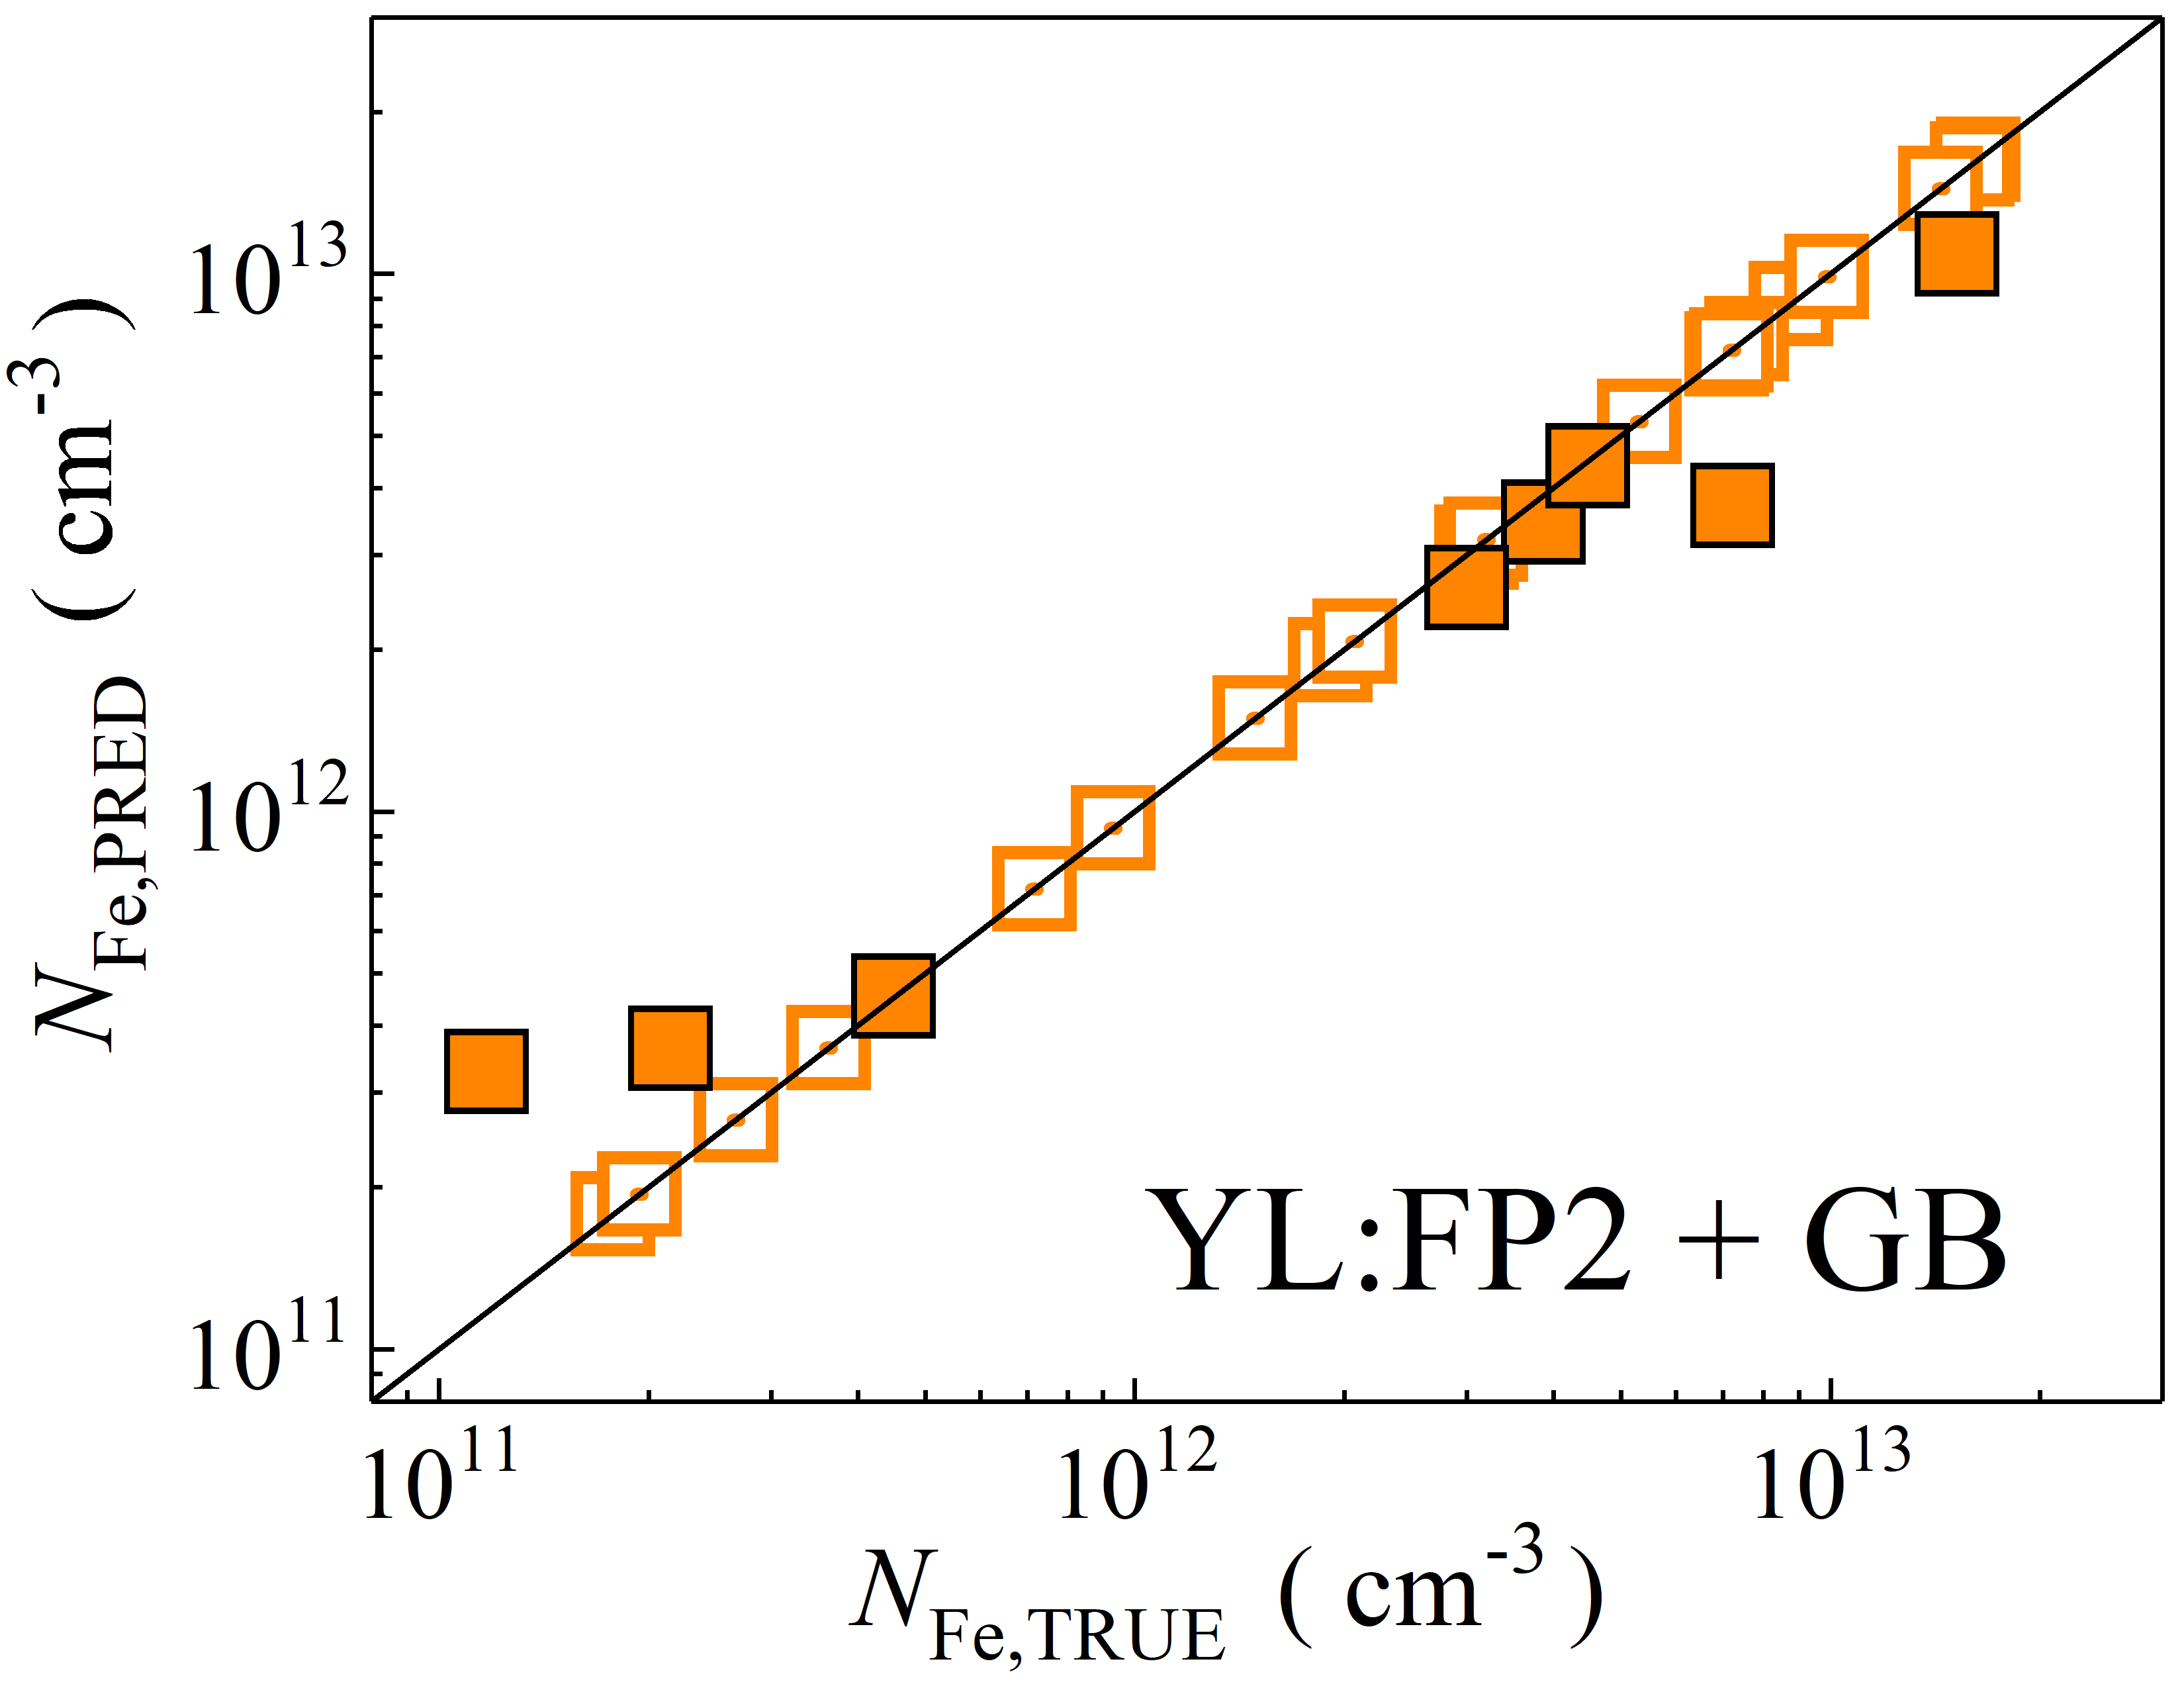 N_Fe,PRED ( cm^-3 )
10^13
10^12
10^11
YL:FP2 + GB
10^11 10^12 10^13
N_Fe,TRUE ( cm^-3 )